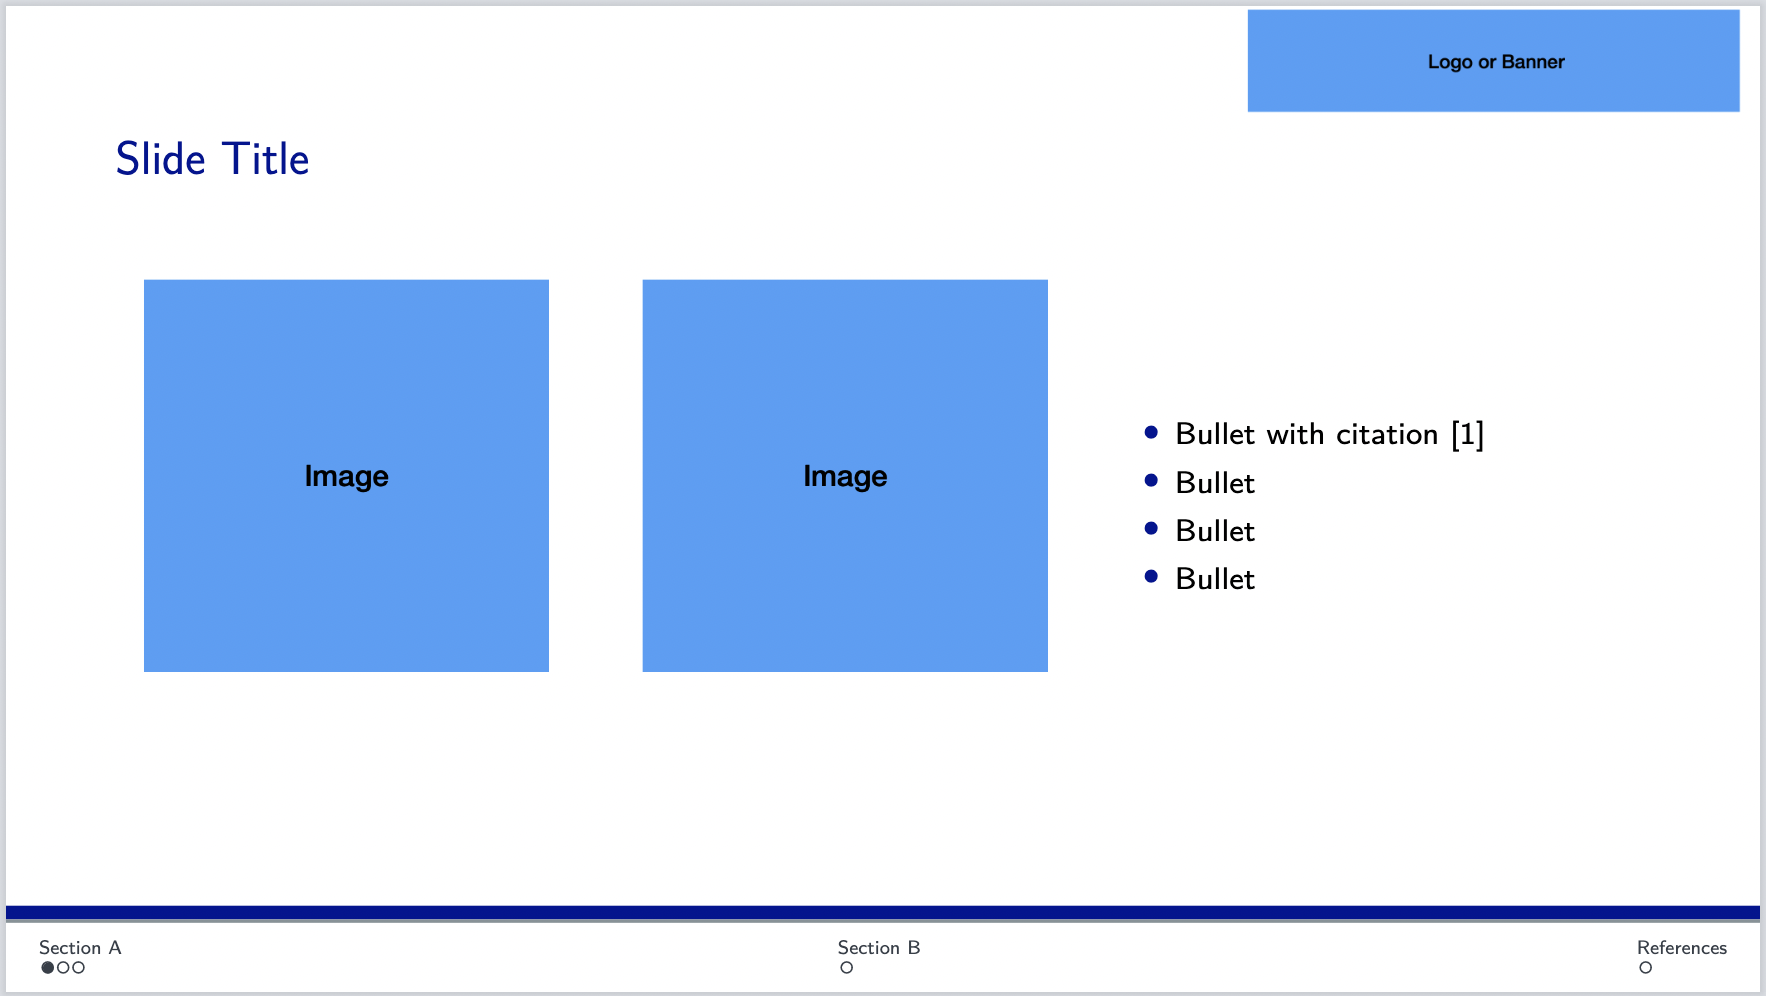 Logo or Banner
Slide Title
Image
Image
Bullet with citation [1]
Bullet
Bullet
Bullet
Section A
Section B
References